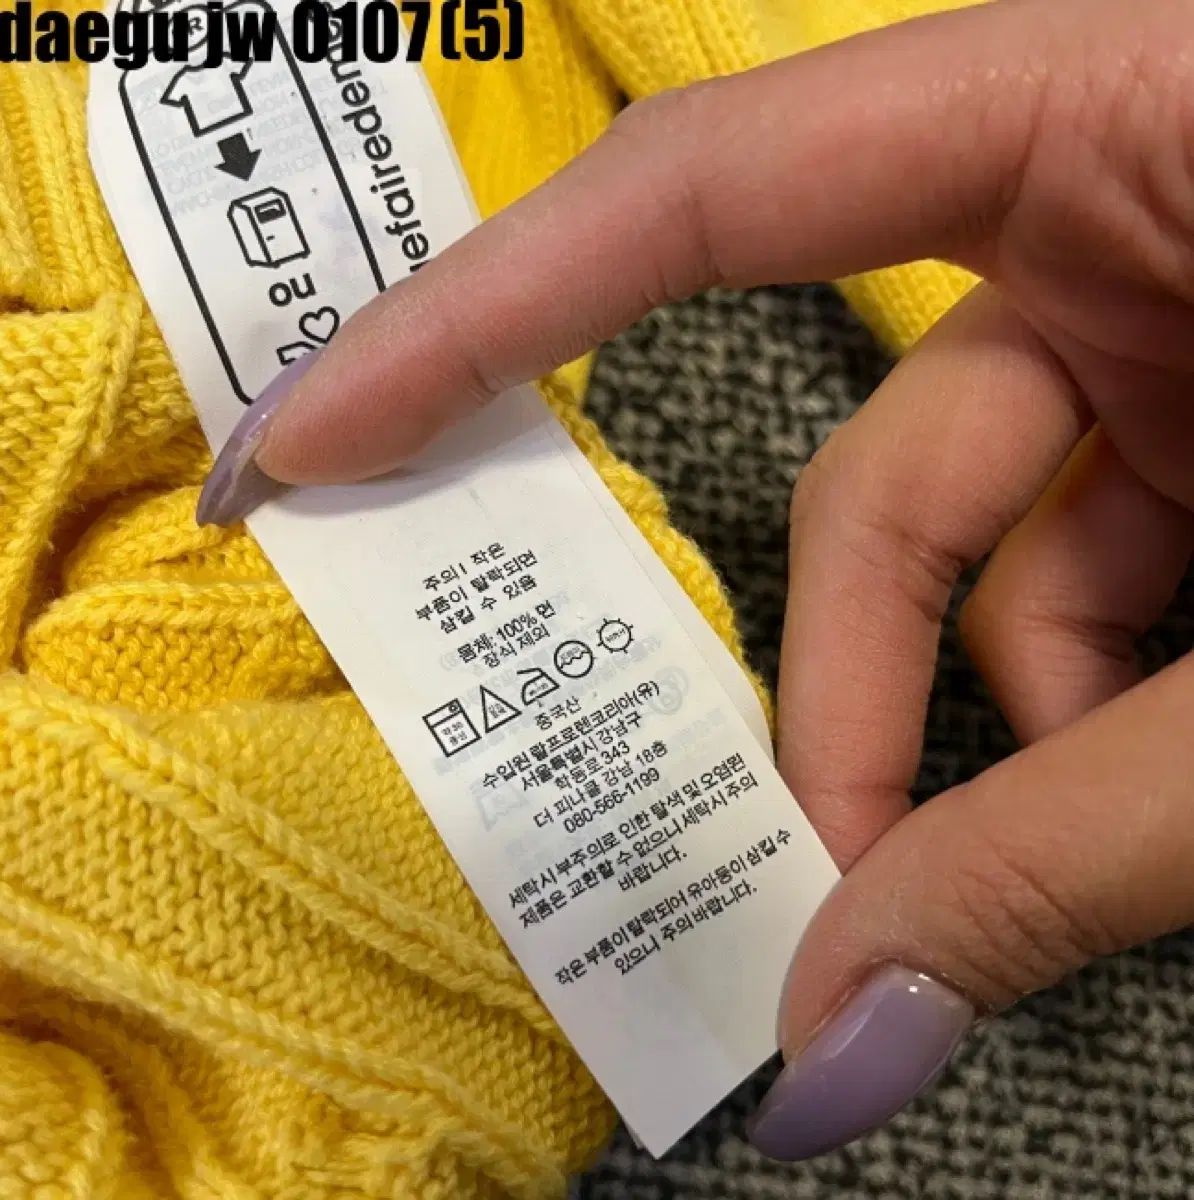 daegu jw 0107(5)
efairedem
OU
주의! 작은
부품이 탈락되면
삼킬 수 있음
몸체: 100% 면
장식 제외
중국산
수입원 랄프로렌코리아(유)
서울특별시 강남구
학동로 343
더 피나클 강남 18층
080-566-1199
세탁시 부주의로 인한 탈색 및 오염된
제품은 교환할 수 없으니 세탁시 주의
바랍니다.
작은 부품이 탈락되어 유아등이 삼킬 수
있으니 주의 바랍니다.